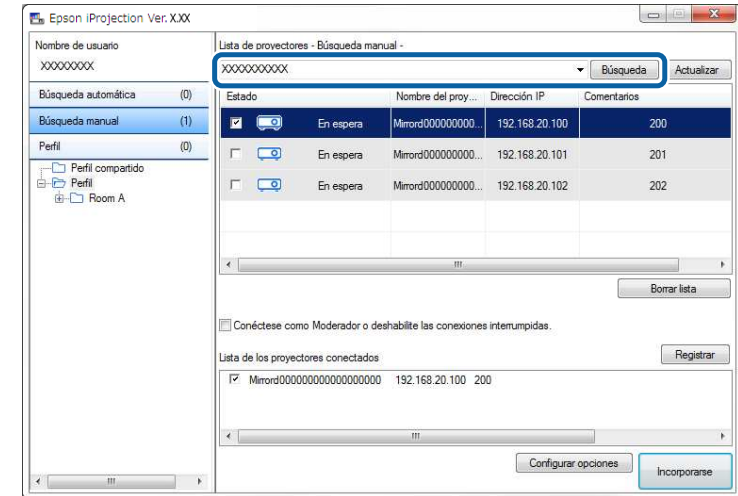 Epson iProjection Ver. X.XX
Nombre de usuario
XXXXXXXX
Búsqueda automática (0)
Búsqueda manual (1)
Perfil (0)
Perfil compartido
Perfil
Room A
Lista de proyectores - Búsqueda manual -
XXXXXXXXXX Búsqueda Actualizar
Estado Nombre del proy... Dirección IP Comentarios
En espera Mirrord000000000... 192.168.20.100 200
En espera Mirrord000000000... 192.168.20.101 201
En espera Mirrord000000000... 192.168.20.102 202
Borrar lista
Conéctese como Moderador o deshabilite las conexiones interrumpidas.
Lista de los proyectores conectados Registrar
Mirrord000000000000000000 192.168.20.100 200
Configurar opciones Incorporarse